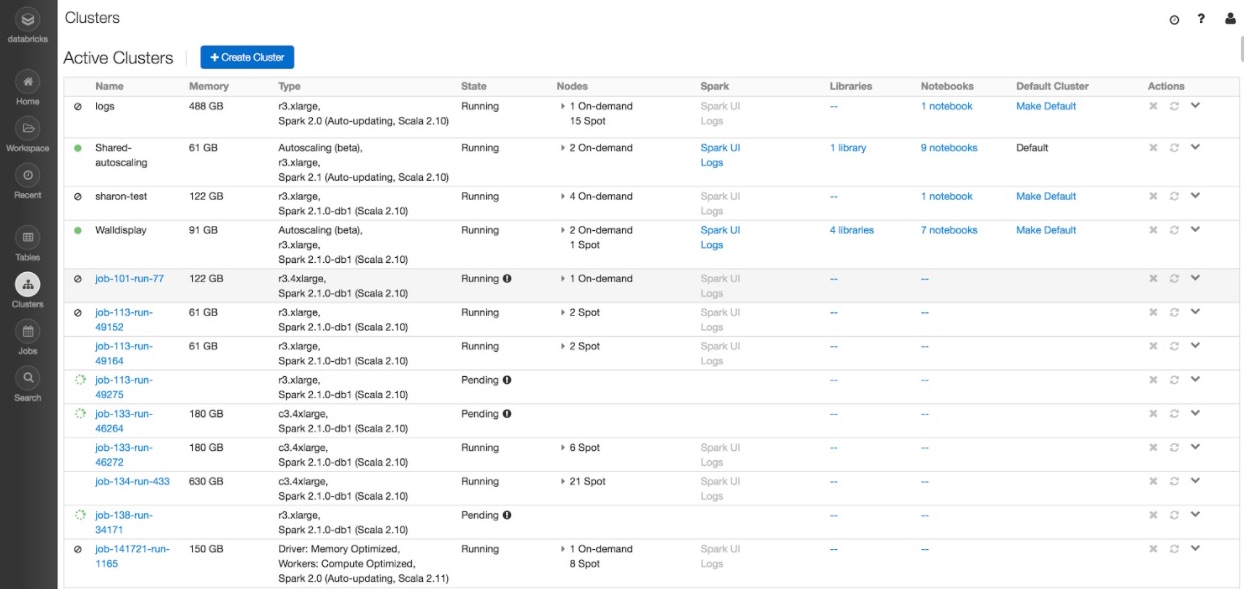 databricks
Home
Workspace
Recent
Tables
Clusters
Jobs
Search
Clusters
?
Active Clusters
+ Create Cluster
Name Memory Type State Nodes Spark Libraries Notebooks Default Cluster Actions
logs 488 GB r3.xlarge, Running 1 On-demand Spark UI -- 1 notebook Make Default
Spark 2.0 (Auto-updating, Scala 2.10) 15 Spot Logs
Shared- 61 GB Autoscaling (beta), Running 2 On-demand Spark UI 1 library 9 notebooks Default
autoscaling r3.xlarge, Logs
Spark 2.1 (Auto-updating, Scala 2.10)
sharon-test 122 GB r3.xlarge, Running 4 On-demand Spark UI -- 1 notebook Make Default
Spark 2.1.0-db1 (Scala 2.10) Logs
Walldisplay 91 GB Autoscaling (beta), Running 2 On-demand Spark UI 4 libraries 7 notebooks Make Default
r3.xlarge, 1 Spot Logs
Spark 2.1.0-db1 (Scala 2.10)
job-101-run-77 122 GB r3.4xlarge, Running 1 On-demand Spark UI -- --
Spark 2.1.0-db1 (Scala 2.10) Logs
job-113-run- 61 GB r3.xlarge, Running 2 Spot Spark UI -- --
49152 Spark 2.1.0-db1 (Scala 2.10) Logs
job-113-run- 61 GB r3.xlarge, Running 2 Spot Spark UI -- --
49164 Spark 2.1.0-db1 (Scala 2.10) Logs
job-113-run- r3.xlarge, Pending -- --
49275 Spark 2.1.0-db1 (Scala 2.10)
job-133-run- 180 GB c3.4xlarge, Pending -- --
46264 Spark 2.1.0-db1 (Scala 2.10)
job-133-run- 180 GB c3.4xlarge, Running 6 Spot Spark UI -- --
46272 Spark 2.1.0-db1 (Scala 2.10) Logs
job-134-run-433 630 GB c3.4xlarge, Running 21 Spot Spark UI -- --
Spark 2.1.0-db1 (Scala 2.10) Logs
job-138-run- r3.xlarge, Pending -- --
34171 Spark 2.1.0-db1 (Scala 2.10)
job-141721-run- 150 GB Driver: Memory Optimized, Running 1 On-demand Spark UI -- --
1165 Workers: Compute Optimized, 8 Spot Logs
Spark 2.0 (Auto-updating, Scala 2.11)